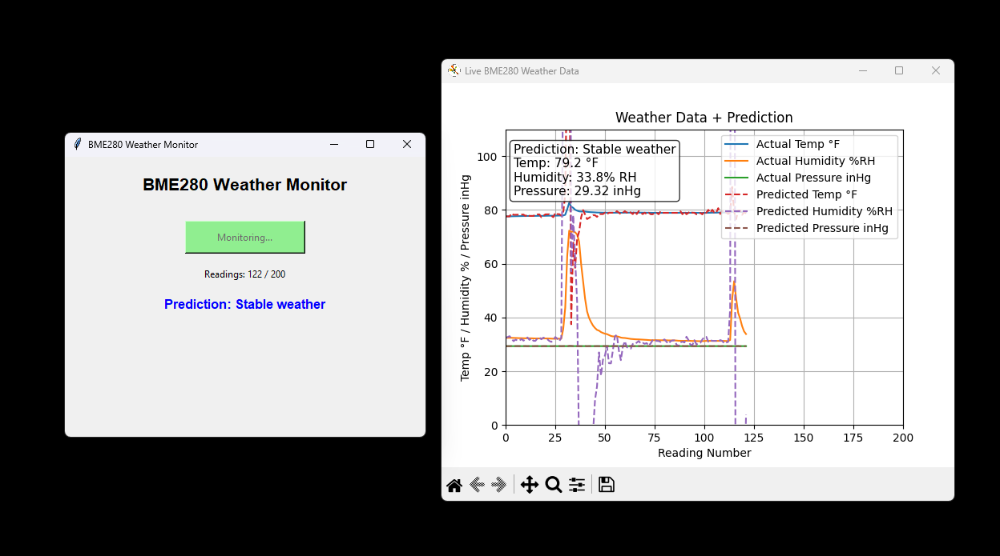 BME280 Weather Monitor
BME280 Weather Monitor
Monitoring...
Readings: 122 / 200
Prediction: Stable weather
Live BME280 Weather Data
Weather Data + Prediction
Prediction: Stable weather
Temp: 79.2 °F
Humidity: 33.8% RH
Pressure: 29.32 inHg
Actual Temp °F
Actual Humidity %RH
Actual Pressure inHg
Predicted Temp °F
Predicted Humidity %RH
Predicted Pressure inHg
Temp °F / Humidity % / Pressure inHg
100
80
60
40
20
0
0 25 50 75 100 125 150 175 200
Reading Number